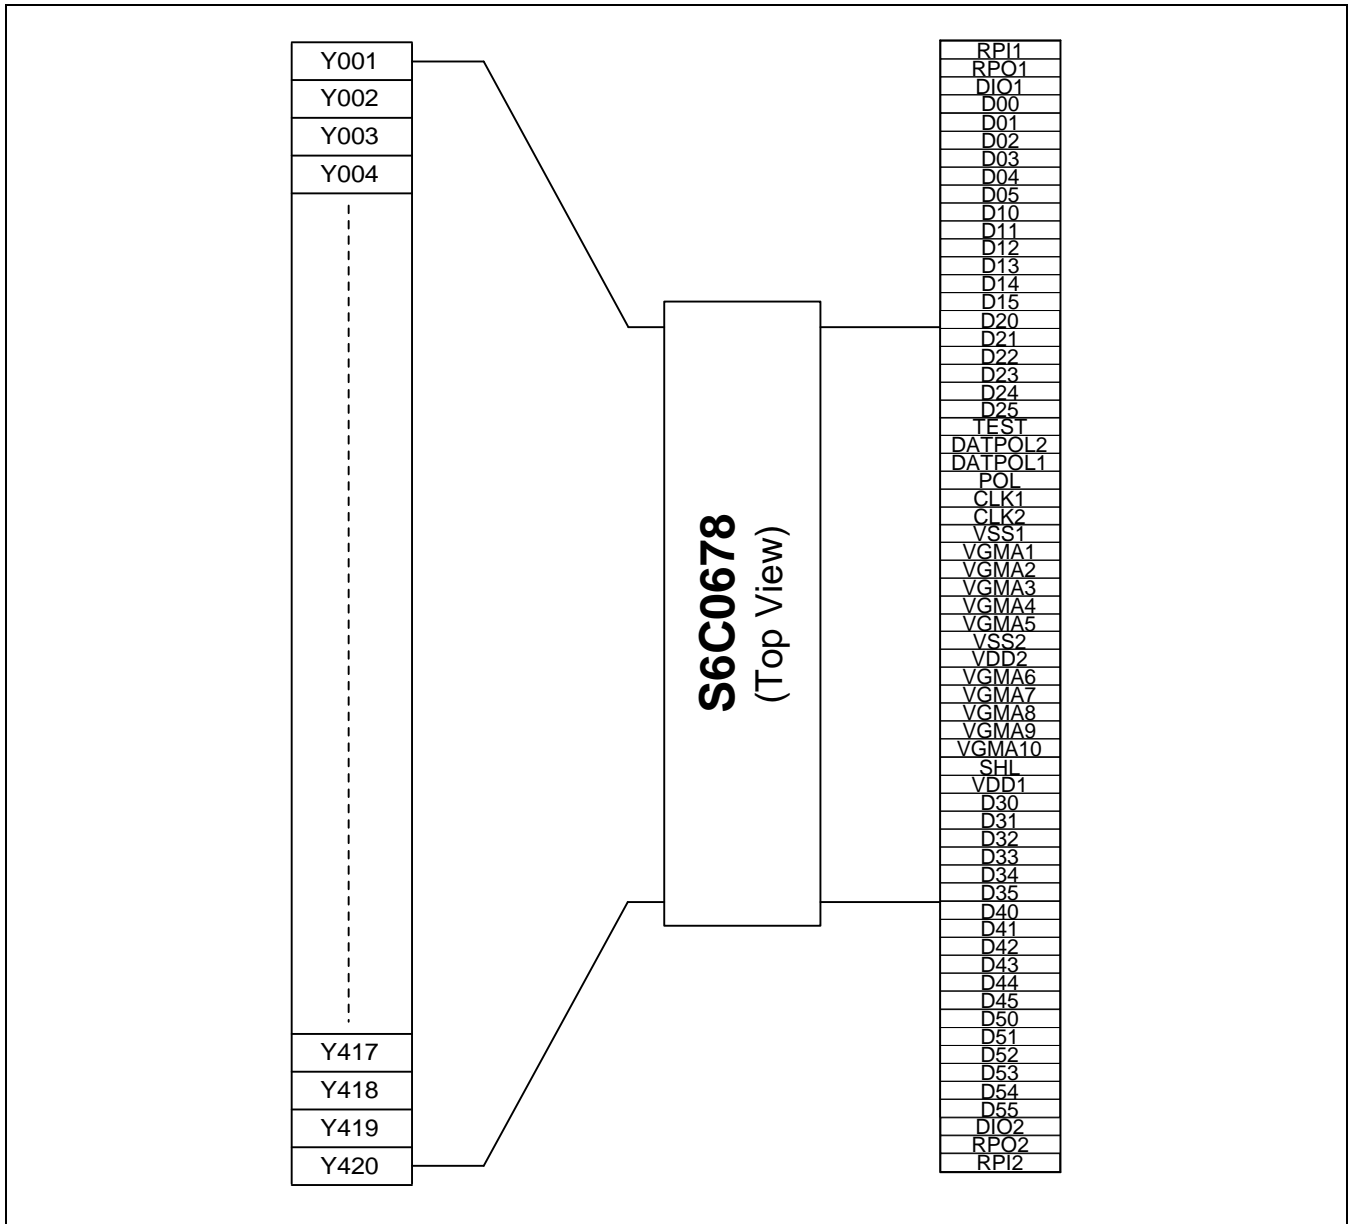 Y001
Y002
Y003
Y004
Y417
Y418
Y419
Y420
S6C0678
(Top View)
RPI1
RPO1
DIO1
D00
D01
D02
D03
D04
D05
D10
D11
D12
D13
D14
D15
D20
D21
D22
D23
D24
D25
TEST
DATPOL2
DATPOL1
POL
CLK1
CLK2
VSS1
VGMA1
VGMA2
VGMA3
VGMA4
VGMA5
VSS2
VDD2
VGMA6
VGMA7
VGMA8
VGMA9
VGMA10
SHL
VDD1
D30
D31
D32
D33
D34
D35
D40
D41
D42
D43
D44
D45
D50
D51
D52
D53
D54
D55
DIO2
RPO2
RPI2